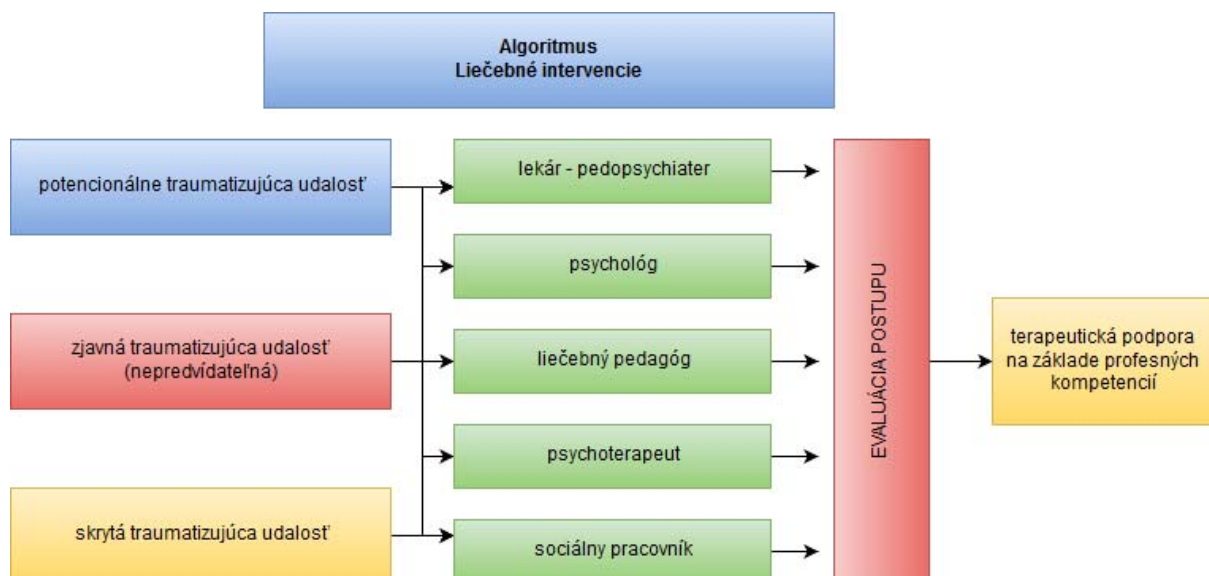 Algoritmus
Liečebné intervencie
potencionálne traumatizujúca udalosť
zjavná traumatizujúca udalosť
(nepredvídateľná)
skrytá traumatizujúca udalosť
lekár - pedopsychiater
psychológ
liečebný pedagóg
psychoterapeut
sociálny pracovník
EVALUÁCIA POSTUPU
terapeutická podpora
na základe profesných
kompetencií